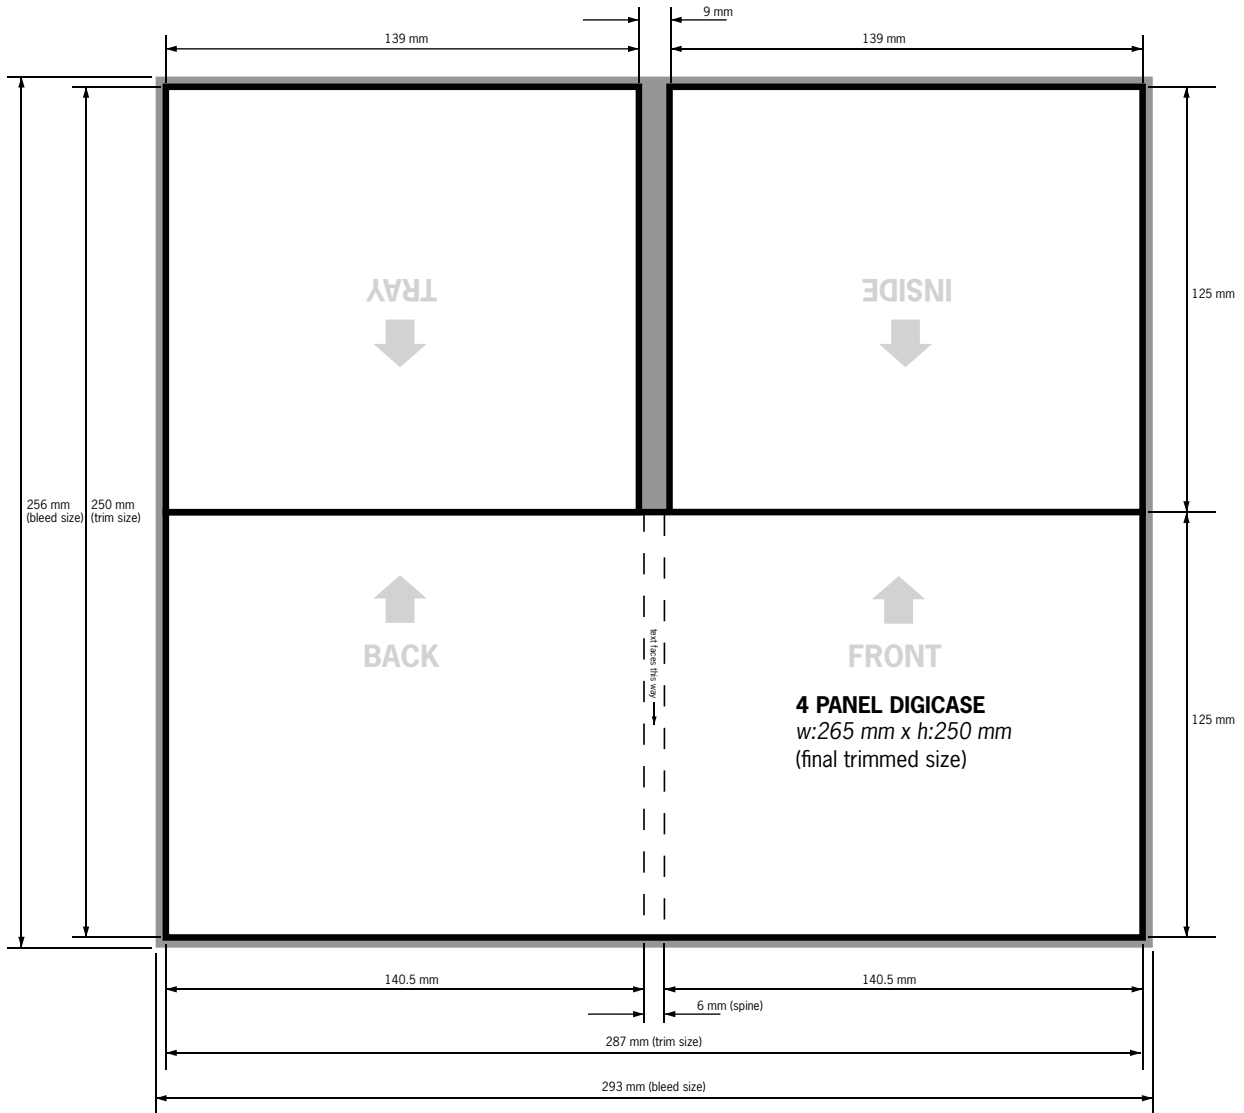 9 mm
139 mm
139 mm
TRAY
INSIDE
125 mm
256 mm
(bleed size)
250 mm
(trim size)
BACK
FRONT
text faces this way
4 PANEL DIGICASE
w:265 mm x h:250 mm
(final trimmed size)
125 mm
140.5 mm
140.5 mm
6 mm (spine)
287 mm (trim size)
293 mm (bleed size)